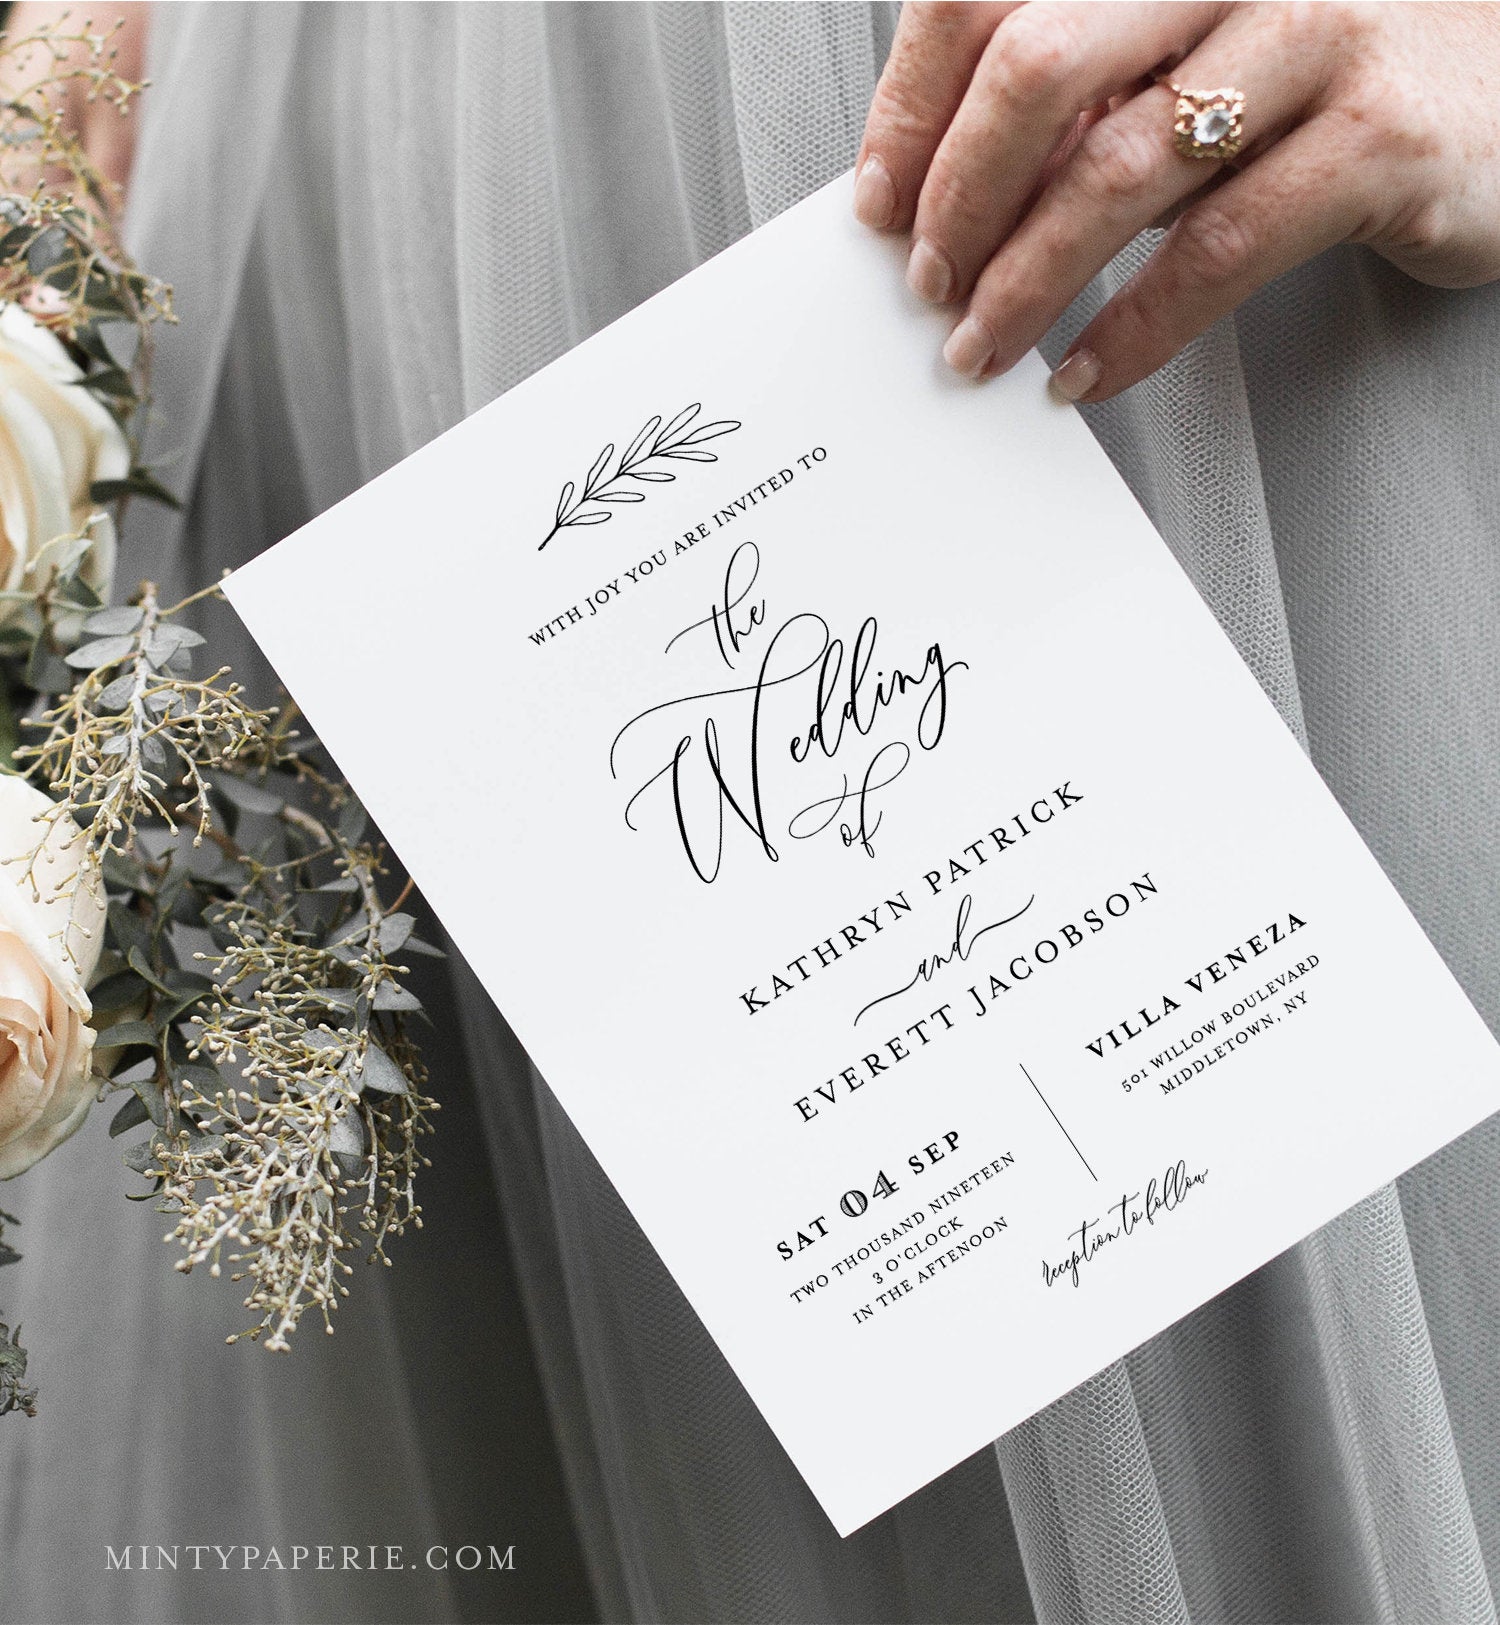 WITH JOY YOU ARE INVITED TO
the
Wedding
of
KATHRYN PATRICK
and
EVERETT JACOBSON
SAT 04 SEP
TWO THOUSAND NINETEEN
3 O'CLOCK
IN THE AFTERNOON
VILLA VENEZA
501 WILLOW BOULEVARD
MIDDLETOWN, NY
reception to follow
MINTYPAPERIE.COM